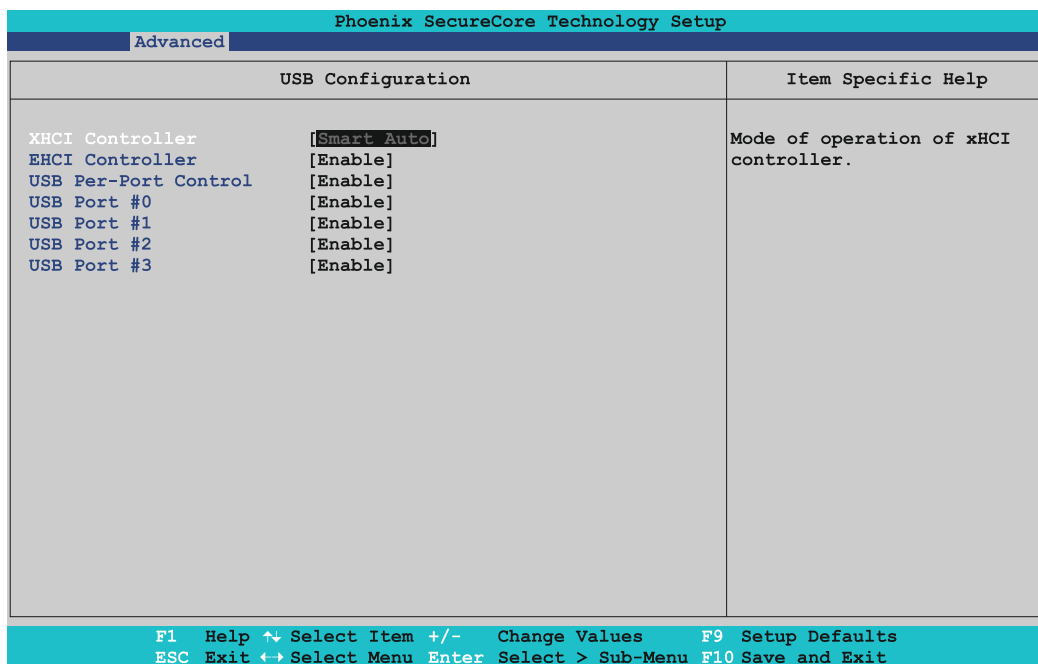 Phoenix SecureCore Technology Setup
Advanced
USB Configuration
Item Specific Help
XHCI Controller [Smart Auto]
EHCI Controller [Enable]
USB Per-Port Control [Enable]
USB Port #0 [Enable]
USB Port #1 [Enable]
USB Port #2 [Enable]
USB Port #3 [Enable]
Mode of operation of xHCI
controller.
F1 Help ↑↓ Select Item +/- Change Values F9 Setup Defaults
ESC Exit ←→ Select Menu Enter Select > Sub-Menu F10 Save and Exit